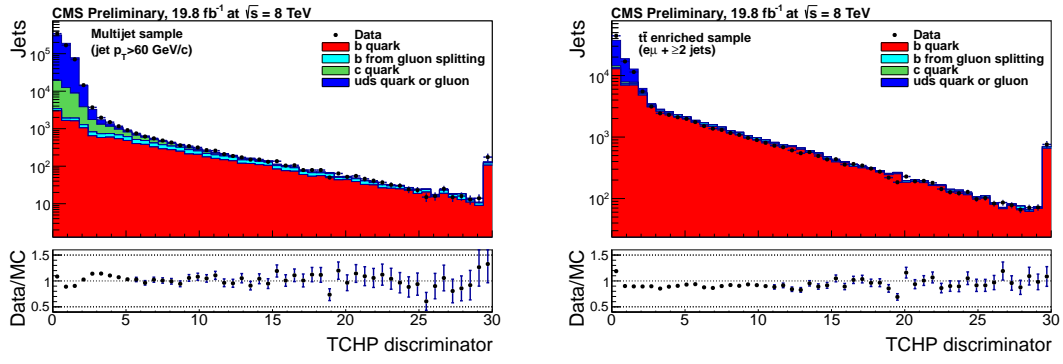 CMS Preliminary, 19.8 fb⁻¹ at √s = 8 TeV
Jets
Multijet sample
(jet p_T>60 GeV/c)
Data
b quark
b from gluon splitting
c quark
uds quark or gluon
10⁵
10⁴
10³
10²
10
Data/MC
1.5
1
0.5
0 5 10 15 20 25 30
TCHP discriminator
CMS Preliminary, 19.8 fb⁻¹ at √s = 8 TeV
Jets
tt̄ enriched sample
(eμ + ≥2 jets)
Data
b quark
b from gluon splitting
c quark
uds quark or gluon
10⁴
10³
10²
Data/MC
1.5
1
0.5
0 5 10 15 20 25 30
TCHP discriminator